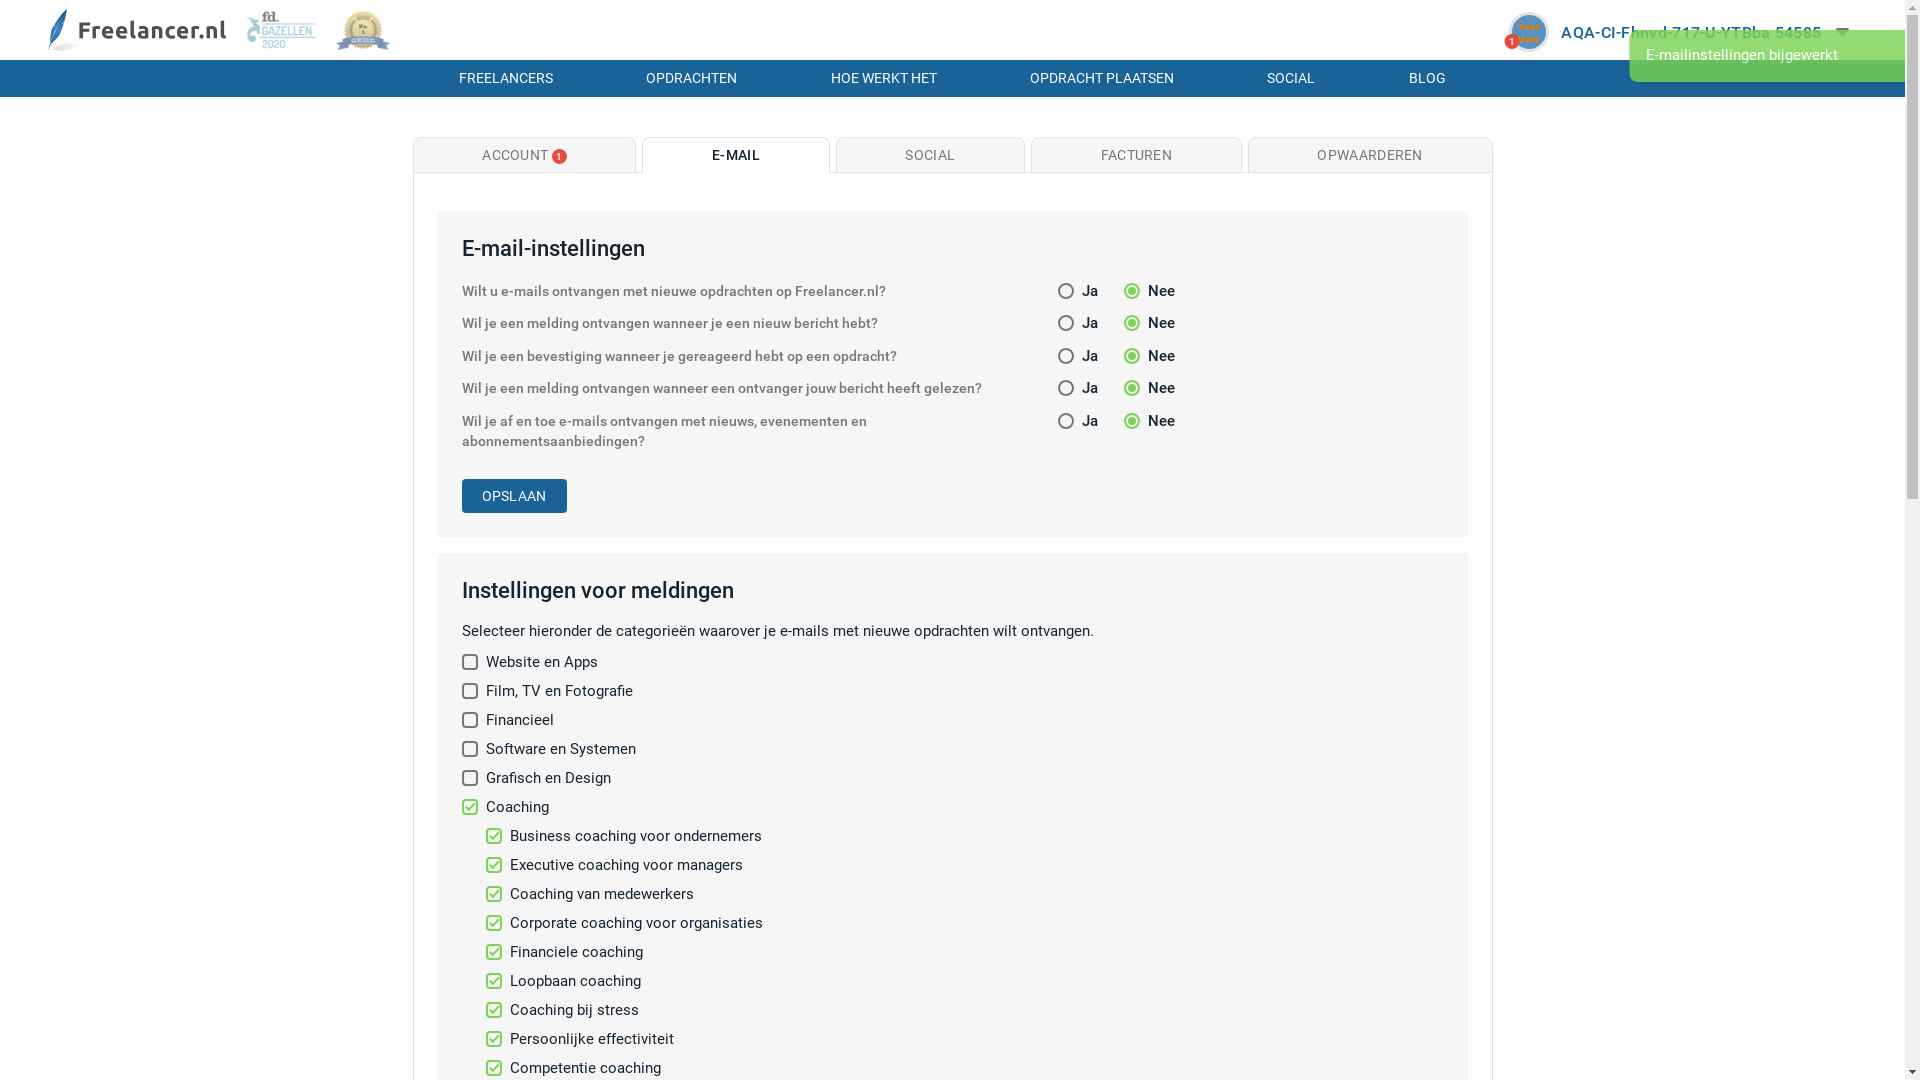 Freelancer.nl
fd.
GAZELLEN
2020
1
E-mailinstellingen bijgewerkt
FREELANCERS
OPDRACHTEN
HOE WERKT HET
OPDRACHT PLAATSEN
SOCIAL
BLOG
ACCOUNT 1
E-MAIL
SOCIAL
FACTUREN
OPWAARDEREN
E-mail-instellingen
Wilt u e-mails ontvangen met nieuwe opdrachten op Freelancer.nl? Ja Nee
Wil je een melding ontvangen wanneer je een nieuw bericht hebt? Ja Nee
Wil je een bevestiging wanneer je gereageerd hebt op een opdracht? Ja Nee
Wil je een melding ontvangen wanneer een ontvanger jouw bericht heeft gelezen? Ja Nee
Wil je af en toe e-mails ontvangen met nieuws, evenementen en Ja Nee
abonnementsaanbiedingen?
OPSLAAN
Instellingen voor meldingen
Selecteer hieronder de categorieën waarover je e-mails met nieuwe opdrachten wilt ontvangen.
Website en Apps
Film, TV en Fotografie
Financieel
Software en Systemen
Grafisch en Design
Coaching
Business coaching voor ondernemers
Executive coaching voor managers
Coaching van medewerkers
Corporate coaching voor organisaties
Financiele coaching
Loopbaan coaching
Coaching bij stress
Persoonlijke effectiviteit
Competentie coaching